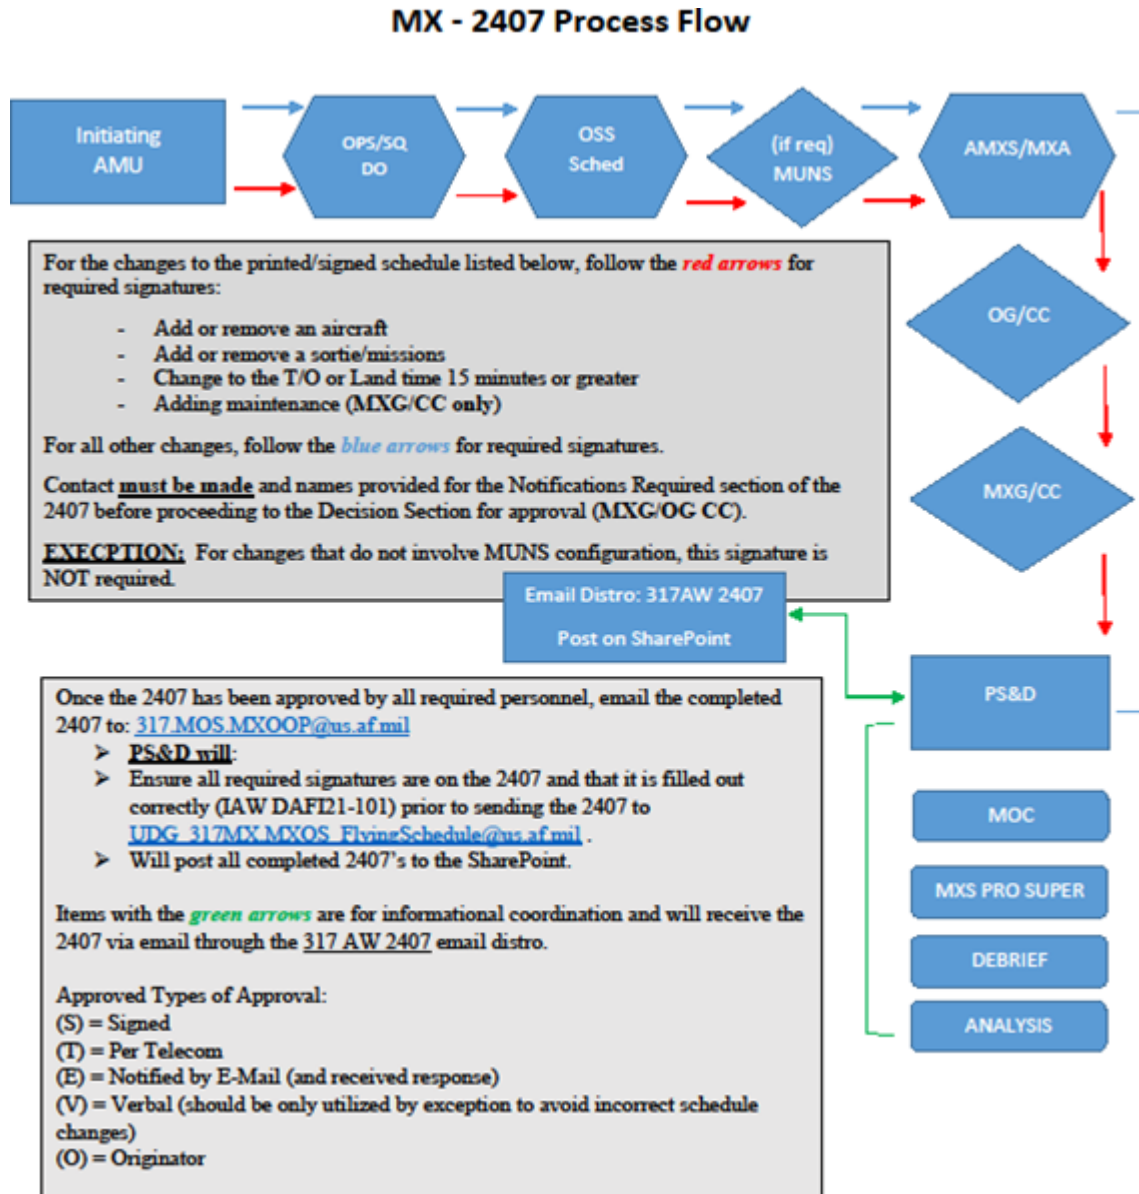 MX - 2407 Process Flow
Initiating
AMU
OPS/SQ
DO
OSS
Sched
(if req)
MUNS
AMXS/MXA
For the changes to the printed/signed schedule listed below, follow the red arrows for
required signatures:
- Add or remove an aircraft
- Add or remove a sortie/missions
- Change to the T/O or Land time 15 minutes or greater
- Adding maintenance (MXG/CC only)
For all other changes, follow the blue arrows for required signatures.
Contact must be made and names provided for the Notifications Required section of the
2407 before proceeding to the Decision Section for approval (MXG/OG CC).
EXECPTION: For changes that do not involve MUNS configuration, this signature is
NOT required.
OG/CC
MXG/CC
Email Distro: 317AW 2407
Post on SharePoint
PS&D
MOC
MXS PRO SUPER
DEBRIEF
ANALYSIS
Once the 2407 has been approved by all required personnel, email the completed
2407 to: 317.MOS.MXOOP@us.af.mil
➢ PS&D will:
➢ Ensure all required signatures are on the 2407 and that it is filled out
correctly (IAW DAFI21-101) prior to sending the 2407 to
UDG_317MX.MXOS_FlyingSchedule@us.af.mil .
➢ Will post all completed 2407's to the SharePoint.
Items with the green arrows are for informational coordination and will receive the
2407 via email through the 317 AW 2407 email distro.
Approved Types of Approval:
(S) = Signed
(T) = Per Telecom
(E) = Notified by E-Mail (and received response)
(V) = Verbal (should be only utilized by exception to avoid incorrect schedule
changes)
(O) = Originator